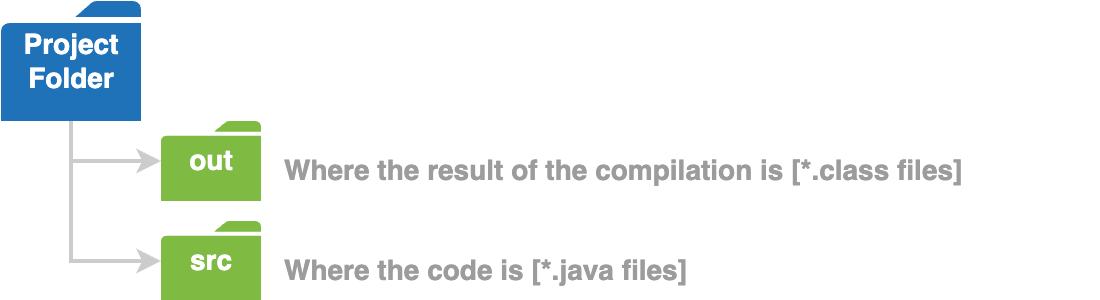 Project
Folder
out
Where the result of the compilation is [*.class files]
src
Where the code is [*.java files]